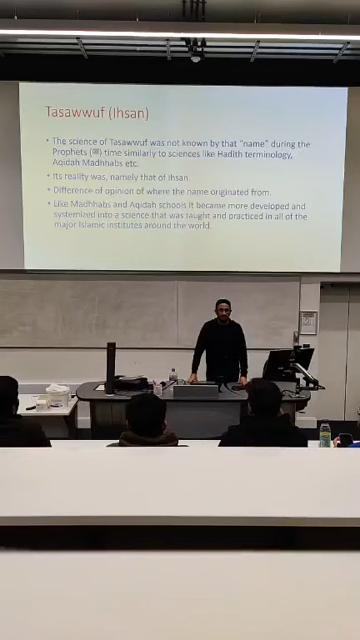 Tasawwuf (Ihsan)
• The science of Tasawwuf was not known by that "name" during the
Prophets (ﷺ) time similarly to sciences like Hadith terminology,
Aqidah Madhhabs etc.
• Its reality was, namely that of Ihsan.
• Difference of opinion of where the name originated from.
• Like Madhhabs and Aqidah schools it became more developed and
systemized into a science that was taught and practiced in all of the
major Islamic institutes around the world.